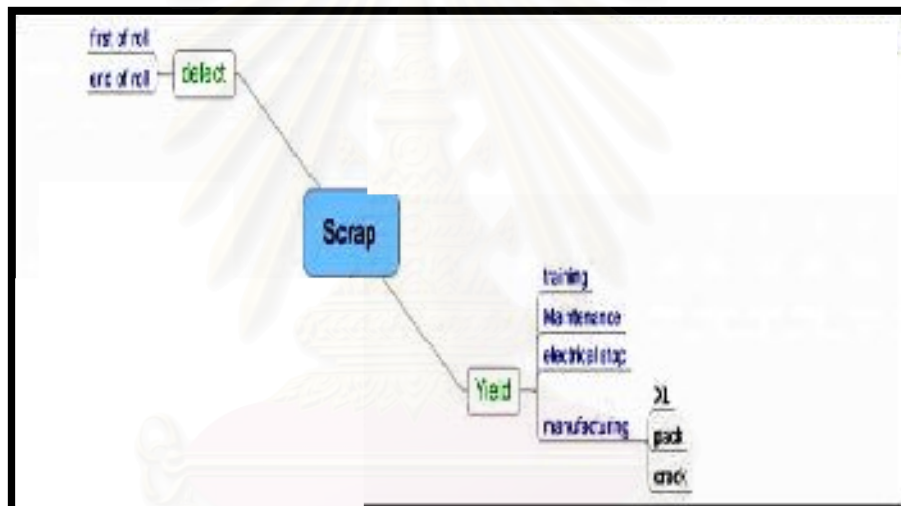 first of roll
end of roll
defect
Scrap
training
Maintenance
electrical stop
Yield
manufacturing
pack
crack